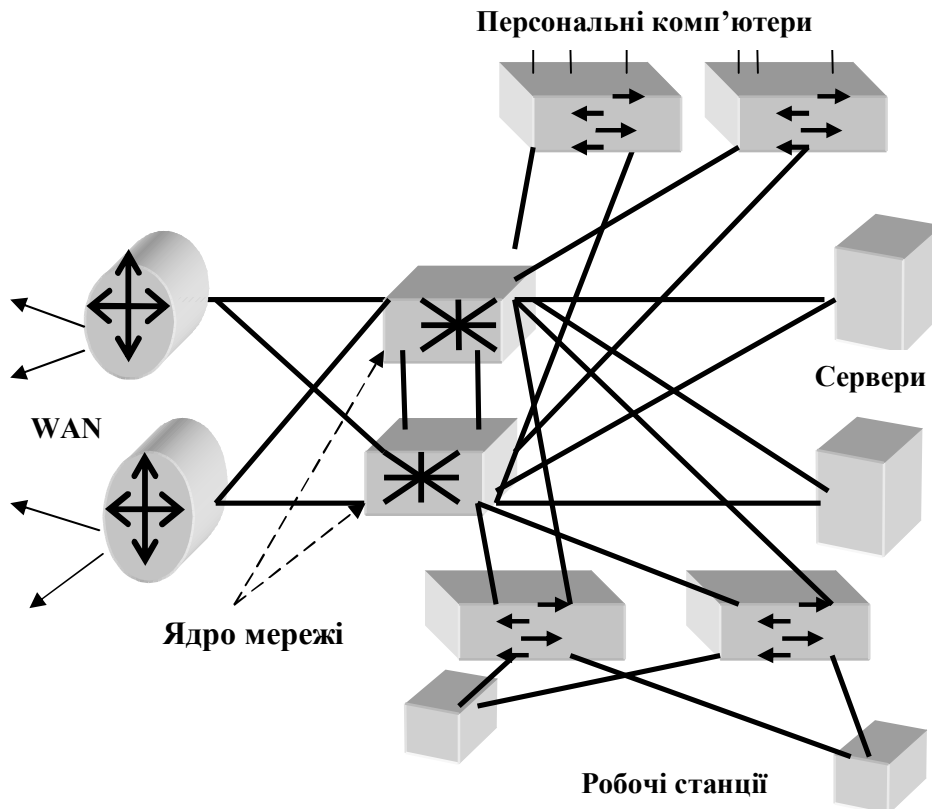 Персональні комп’ютери
Сервери
WAN
Ядро мережі
Робочі станції